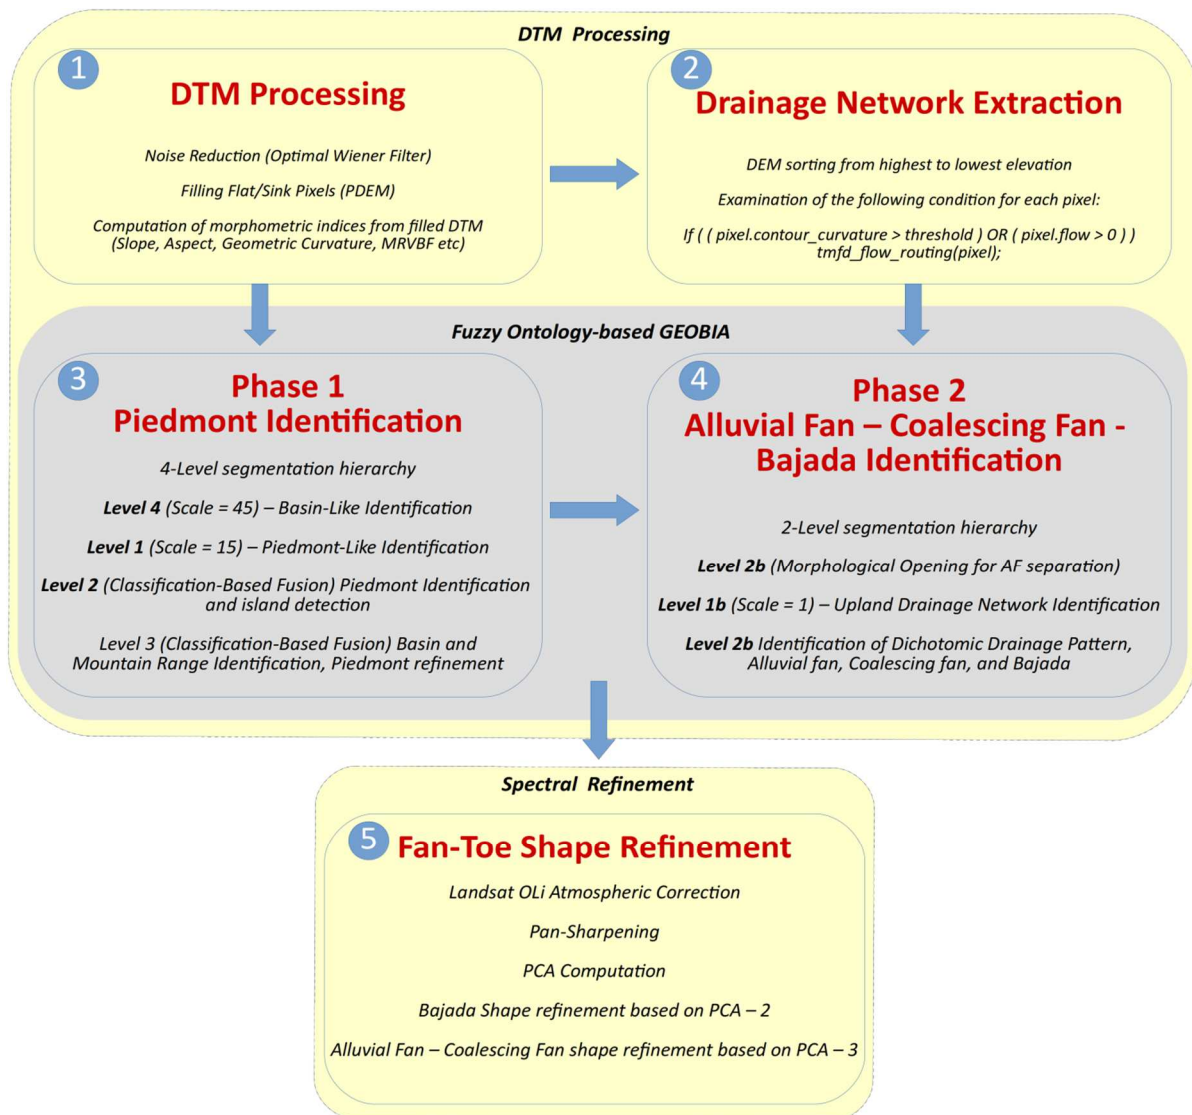 DTM Processing
1
DTM Processing
Noise Reduction (Optimal Wiener Filter)
Filling Flat/Sink Pixels (PDEM)
Computation of morphometric indices from filled DTM
(Slope, Aspect, Geometric Curvature, MRVBF etc)
2
Drainage Network Extraction
DEM sorting from highest to lowest elevation
Examination of the following condition for each pixel:
If ( ( pixel.contour_curvature > threshold ) OR ( pixel.flow > 0 ) )
tmfd_flow_routing(pixel);
Fuzzy Ontology-based GEOBIA
3
Phase 1
Piedmont Identification
4-Level segmentation hierarchy
Level 4 (Scale = 45) – Basin-Like Identification
Level 1 (Scale = 15) – Piedmont-Like Identification
Level 2 (Classification-Based Fusion) Piedmont Identification
and island detection
Level 3 (Classification-Based Fusion) Basin and
Mountain Range Identification, Piedmont refinement
4
Phase 2
Alluvial Fan – Coalescing Fan -
Bajada Identification
2-Level segmentation hierarchy
Level 2b (Morphological Opening for AF separation)
Level 1b (Scale = 1) – Upland Drainage Network Identification
Level 2b Identification of Dichotomic Drainage Pattern,
Alluvial fan, Coalescing fan, and Bajada
Spectral Refinement
5
Fan-Toe Shape Refinement
Landsat OLi Atmospheric Correction
Pan-Sharpening
PCA Computation
Bajada Shape refinement based on PCA – 2
Alluvial Fan – Coalescing Fan shape refinement based on PCA – 3